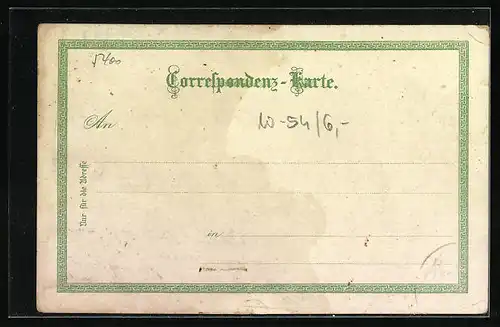 5400
Correspondenz-Karte.
An
10-54/6,-
Nur für die Adresse
in